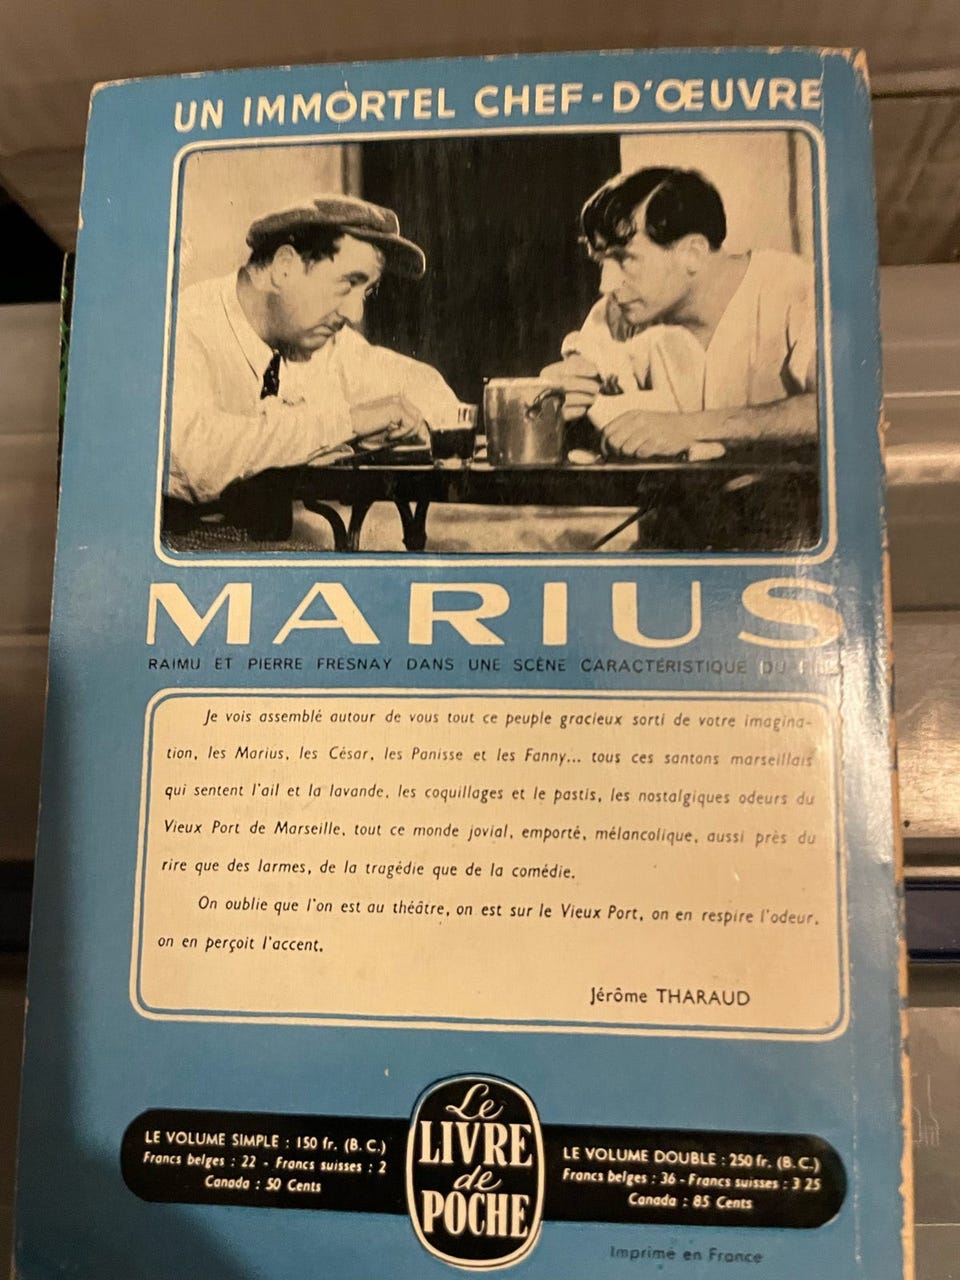 UN IMMORTEL CHEF-D'ŒUVRE
MARIUS
RAIMU ET PIERRE FRESNAY DANS UNE SCÈNE CARACTÉRISTIQUE DU FILM
Je vois assemblé autour de vous tout ce peuple gracieux sorti de votre imagina-
tion, les Marius, les César, les Panisse et les Fanny... tous ces santons marseillais
qui sentent l'ail et la lavande, les coquillages et le pastis, les nostalgiques odeurs du
Vieux Port de Marseille, tout ce monde jovial, emporté, mélancolique, aussi près du
rire que des larmes, de la tragédie que de la comédie.
On oublie que l'on est au théâtre, on est sur le Vieux Port, on en respire l'odeur,
on en perçoit l'accent.
Jérôme THARAUD
LE VOLUME SIMPLE : 150 fr. (B.C.)
Francs belges : 22 - Francs suisses : 2
Canada : 50 Cents
Le
LIVRE
de
POCHE
LE VOLUME DOUBLE : 250 fr. (B.C.)
Francs belges : 36 - Francs suisses : 3 25
Canada : 85 Cents
Imprimé en France